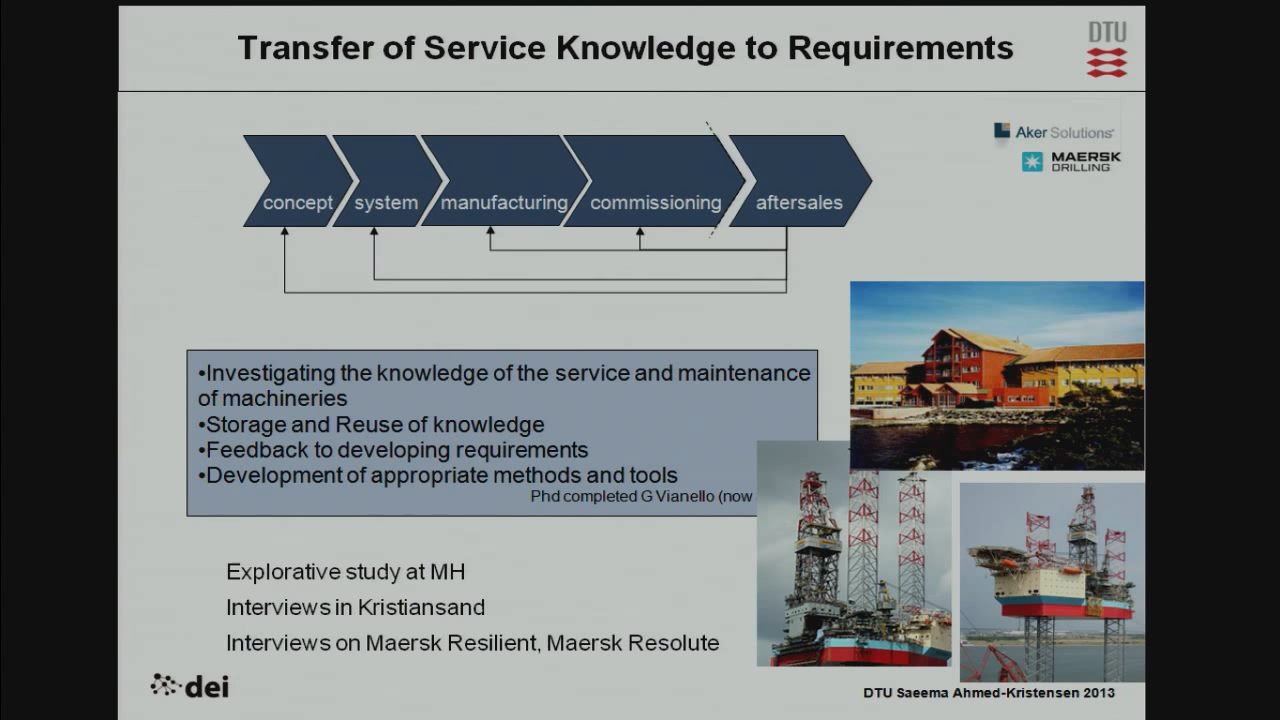 Transfer of Service Knowledge to Requirements
DTU
Aker Solutions
MAERSK
DRILLING
concept
system
manufacturing
commissioning
aftersales
•Investigating the knowledge of the service and maintenance
of machineries
•Storage and Reuse of knowledge
•Feedback to developing requirements
•Development of appropriate methods and tools
Phd completed G Vianello (now
Explorative study at MH
Interviews in Kristiansand
Interviews on Maersk Resilient, Maersk Resolute
dei
DTU Saeema Ahmed-Kristensen 2013